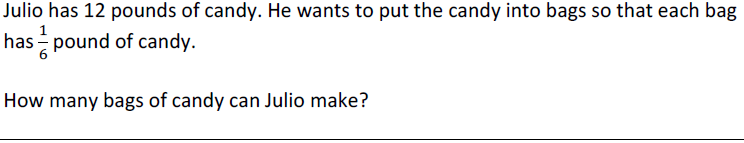 Julio has 12 pounds of candy. He wants to put the candy into bags so that each bag
has 1/6 pound of candy.
How many bags of candy can Julio make?